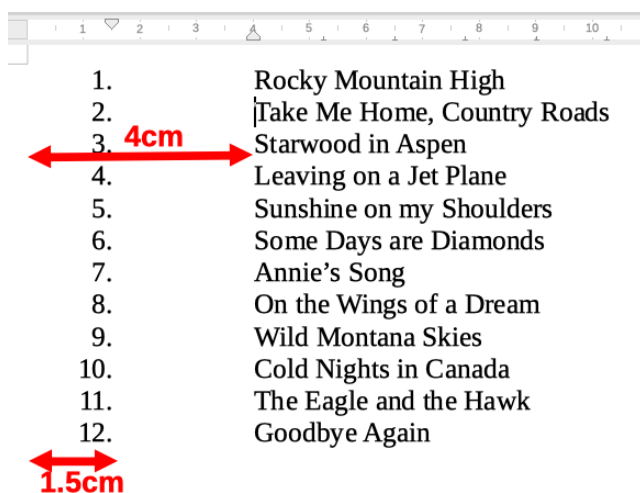 1 2 3 4 5 6 7 8 9 10
1. Rocky Mountain High
2. Take Me Home, Country Roads
4cm
3. Starwood in Aspen
4. Leaving on a Jet Plane
5. Sunshine on my Shoulders
6. Some Days are Diamonds
7. Annie’s Song
8. On the Wings of a Dream
9. Wild Montana Skies
10. Cold Nights in Canada
11. The Eagle and the Hawk
12. Goodbye Again
1.5cm